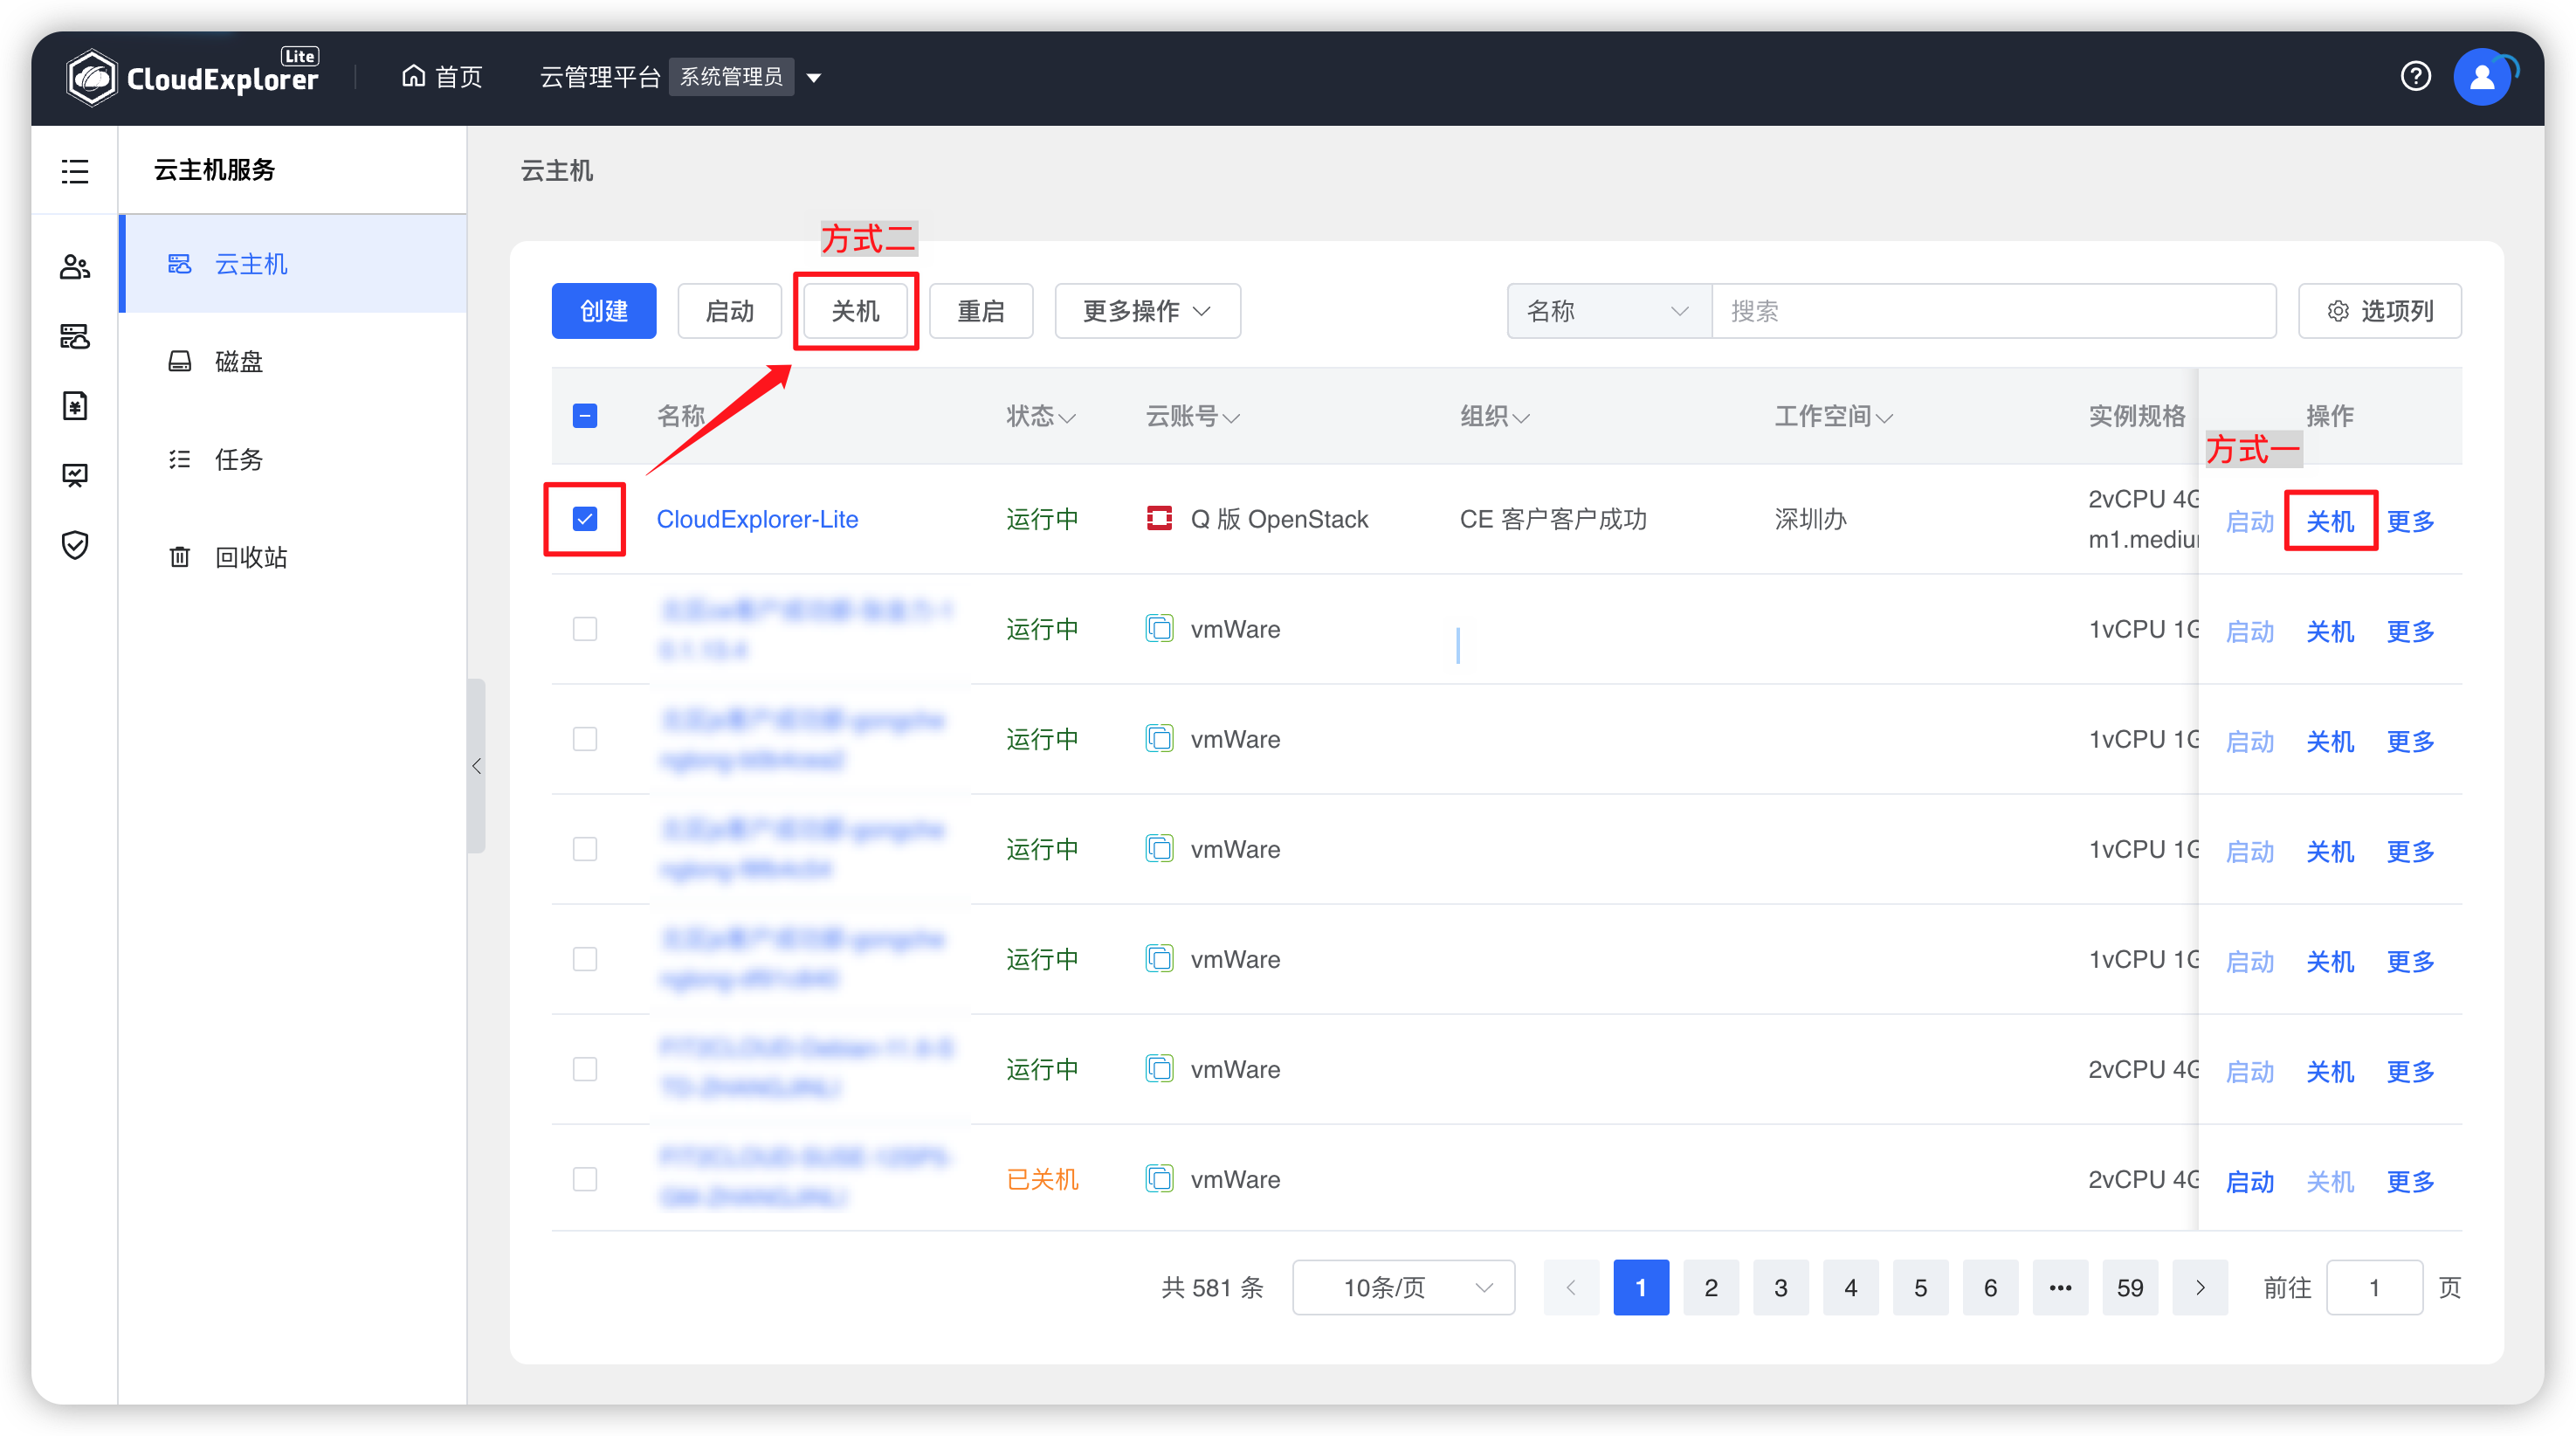 CloudExplorer Lite
首页
云管理平台 系统管理员
云主机服务
云主机
磁盘
任务
回收站
云主机
方式二
创建 启动 关机 重启 更多操作
名称 搜索 选项列
名称 状态 云账号 组织 工作空间 实例规格 操作
方式一
CloudExplorer-Lite 运行中 Q 版 OpenStack CE 客户客户成功 深圳办 2vCPU 4G 启动 关机 更多
m1.mediu
运行中 vmWare 1vCPU 1G 启动 关机 更多
运行中 vmWare 1vCPU 1G 启动 关机 更多
运行中 vmWare 1vCPU 1G 启动 关机 更多
运行中 vmWare 1vCPU 1G 启动 关机 更多
运行中 vmWare 2vCPU 4G 启动 关机 更多
已关机 vmWare 2vCPU 4G 启动 关机 更多
共 581 条 10条/页 1 2 3 4 5 6 ••• 59 前往 1 页